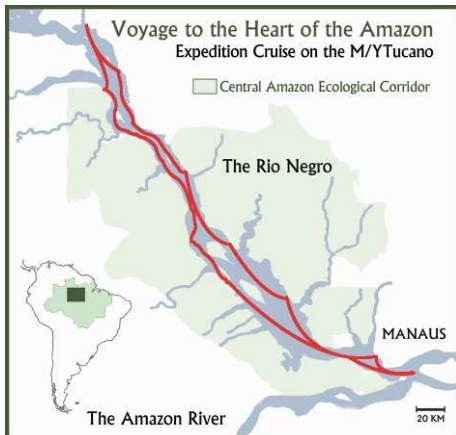 Voyage to the Heart of the Amazon
Expedition Cruise on the M/YTucano
Central Amazon Ecological Corridor
The Rio Negro
MANAUS
The Amazon River
20 KM